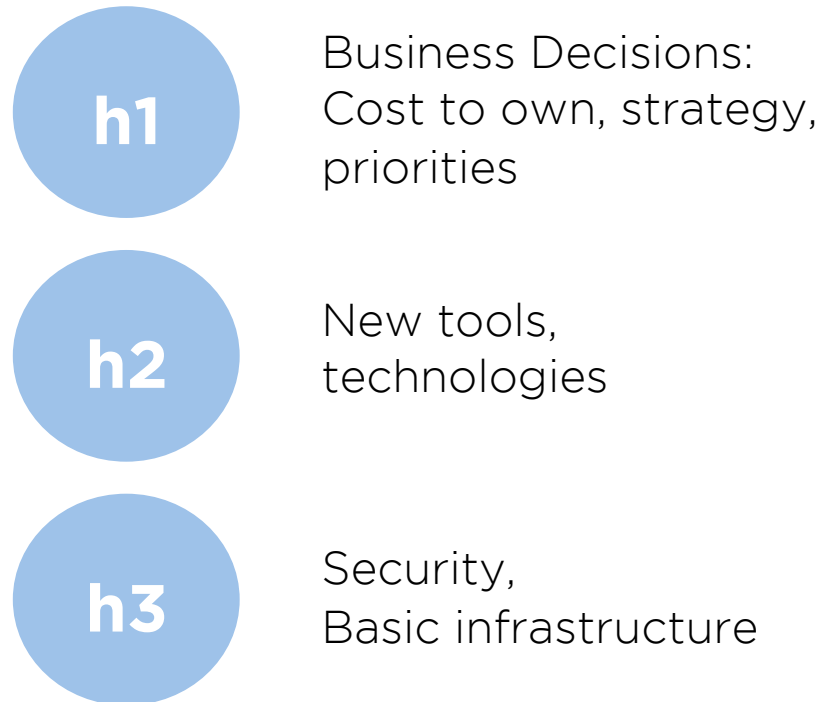 h1
Business Decisions:
Cost to own, strategy,
priorities
h2
New tools,
technologies
h3
Security,
Basic infrastructure